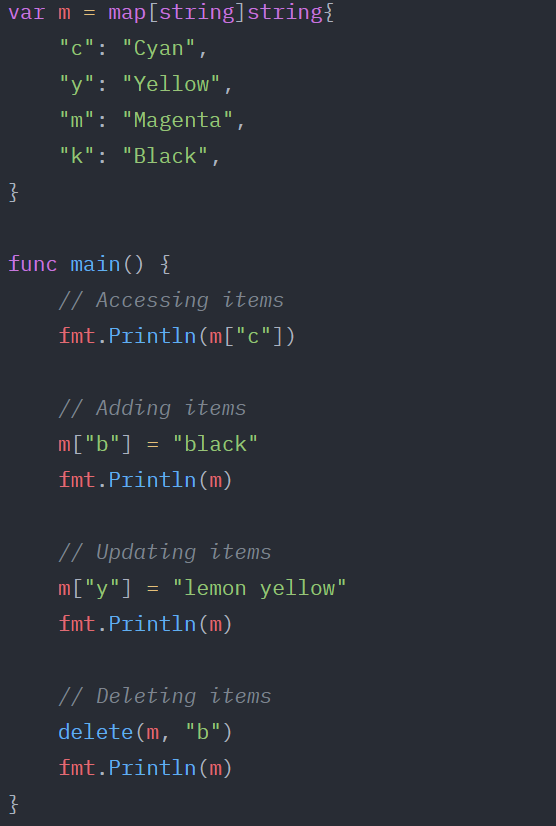 var m = map[string]string{
    "c": "Cyan",
    "y": "Yellow",
    "m": "Magenta",
    "k": "Black",
}

func main() {
    // Accessing items
    fmt.Println(m["c"])

    // Adding items
    m["b"] = "black"
    fmt.Println(m)

    // Updating items
    m["y"] = "lemon yellow"
    fmt.Println(m)

    // Deleting items
    delete(m, "b")
    fmt.Println(m)
}